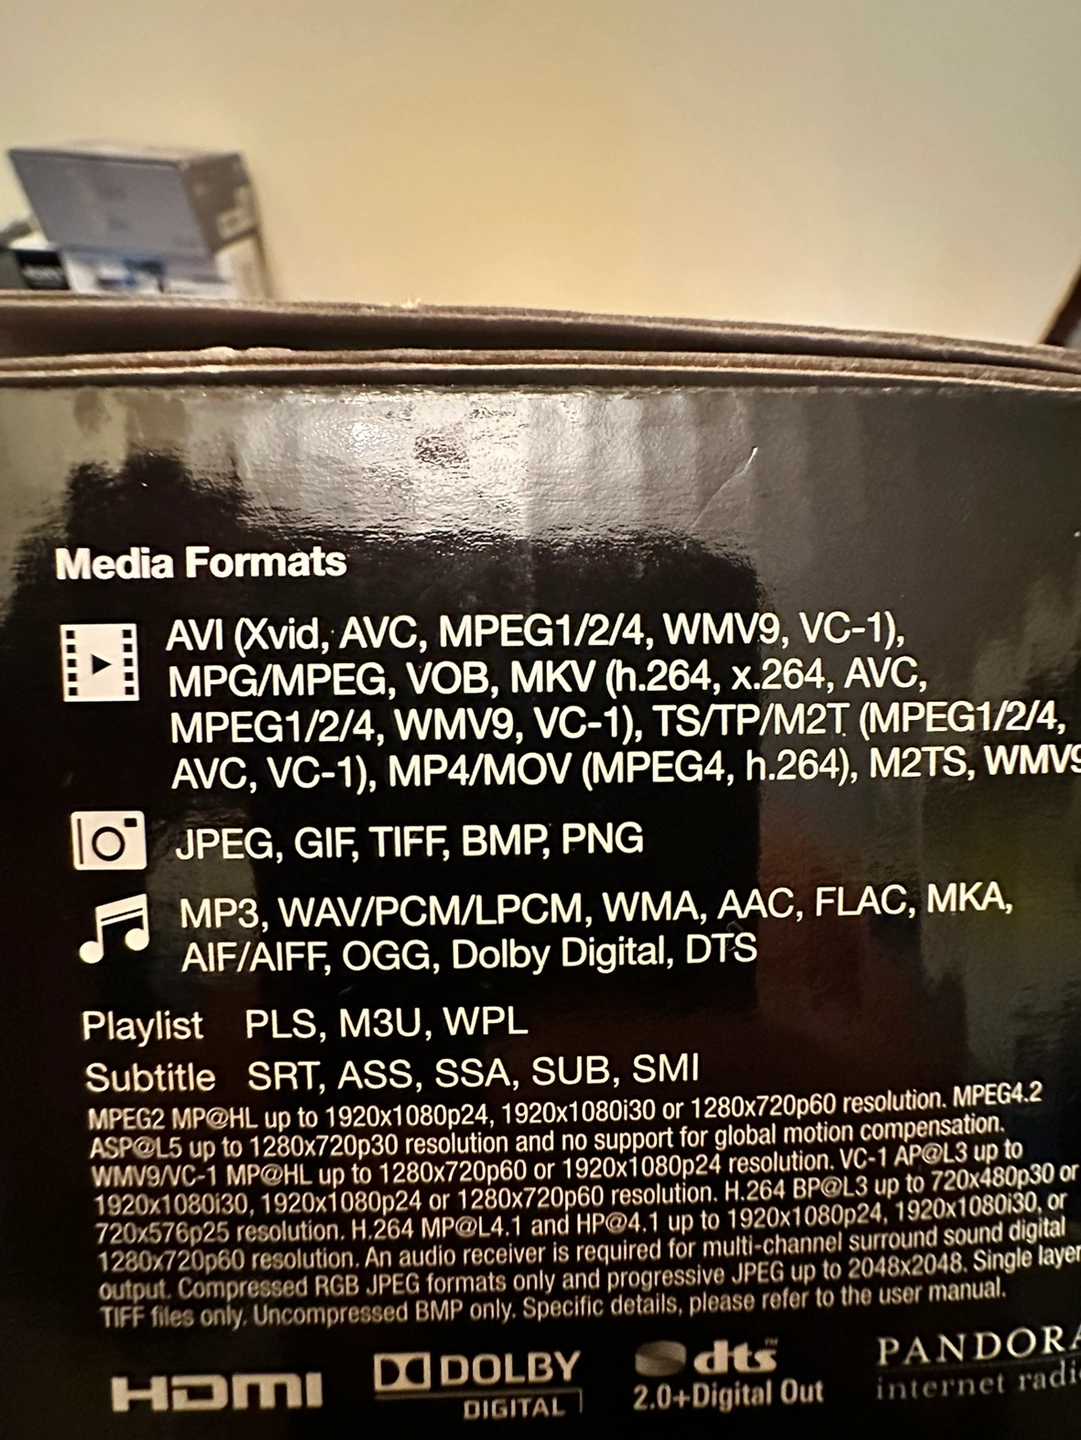 Media Formats
AVI (Xvid, AVC, MPEG1/2/4, WMV9, VC-1),
MPG/MPEG, VOB, MKV (h.264, x.264, AVC,
MPEG1/2/4, WMV9, VC-1), TS/TP/M2T (MPEG1/2/4,
AVC, VC-1), MP4/MOV (MPEG4, h.264), M2TS, WMV9
JPEG, GIF, TIFF, BMP, PNG
MP3, WAV/PCM/LPCM, WMA, AAC, FLAC, MKA,
AIF/AIFF, OGG, Dolby Digital, DTS
Playlist PLS, M3U, WPL
Subtitle SRT, ASS, SSA, SUB, SMI
MPEG2 MP@HL up to 1920x1080p24, 1920x1080i30 or 1280x720p60 resolution. MPEG4.2
ASP@L5 up to 1280x720p30 resolution and no support for global motion compensation.
WMV9/VC-1 MP@HL up to 1280x720p60 or 1920x1080p24 resolution. VC-1 AP@L3 up to
1920x1080i30, 1920x1080p24 or 1280x720p60 resolution. H.264 BP@L3 up to 720x480p30 or
720x576p25 resolution. H.264 MP@L4.1 and HP@4.1 up to 1920x1080p24, 1920x1080i30, or
1280x720p60 resolution. An audio receiver is required for multi-channel surround sound digital
output. Compressed RGB JPEG formats only and progressive JPEG up to 2048x2048. Single layer
TIFF files only. Uncompressed BMP only. Specific details, please refer to the user manual.
HDMI DOLBY DIGITAL dts™ 2.0+Digital Out PANDORA internet radio